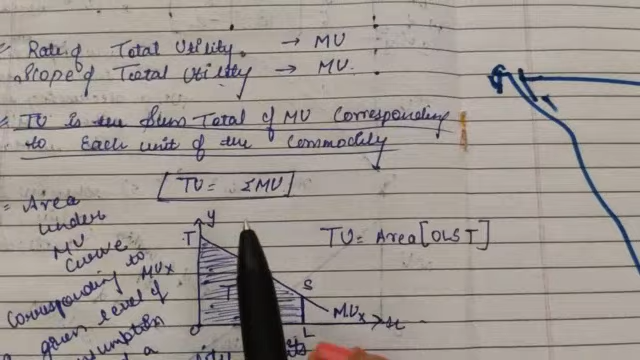 = Rate of Total Utility. → MU
Slope of Total Utility → MU.
= TU is the Sum Total of MU Corresponding
to Each unit of the Commodity
TU = ΣMU
= Area
under
MU
Curve
Corresponding to
given level of
y
T
MUx
TU = Area [OLST]
T
S
MUx
x
O
L